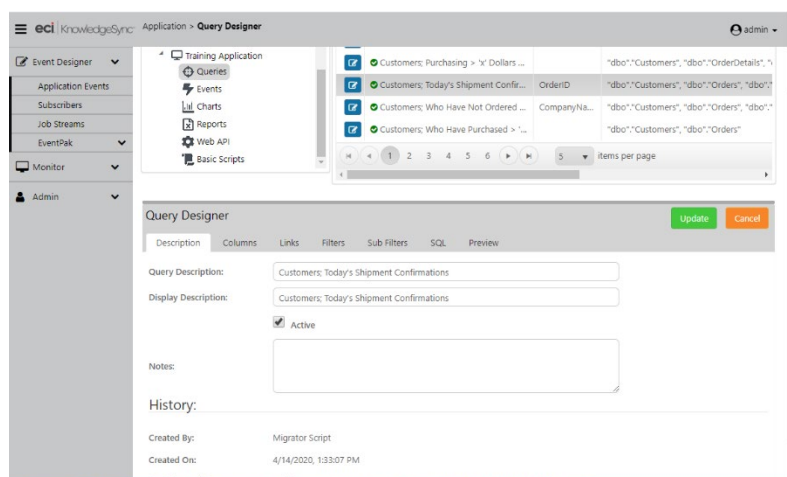 eci KnowledgeSync
Application > Query Designer
admin
Event Designer
Application Events
Subscribers
Job Streams
EventPak
Monitor
Admin
Training Application
Queries
Events
Charts
Reports
Web API
Basic Scripts
Customers; Purchasing > 'x' Dollars ... "dbo"."Customers", "dbo"."OrderDetails",
Customers; Today's Shipment Confir... OrderID "dbo"."Customers", "dbo"."Orders", "dbo"."
Customers; Who Have Not Ordered ... CompanyNa... "dbo"."Customers", "dbo"."Orders", "dbo"."
Customers; Who Have Purchased > '... "dbo"."Customers", "dbo"."Orders"
1 2 3 4 5 6 5 items per page
Query Designer
Update Cancel
Description Columns Links Filters Sub Filters SQL Preview
Query Description: Customers; Today's Shipment Confirmations
Display Description: Customers; Today's Shipment Confirmations
Active
Notes:
History:
Created By: Migrator Script
Created On: 4/14/2020, 1:33:07 PM